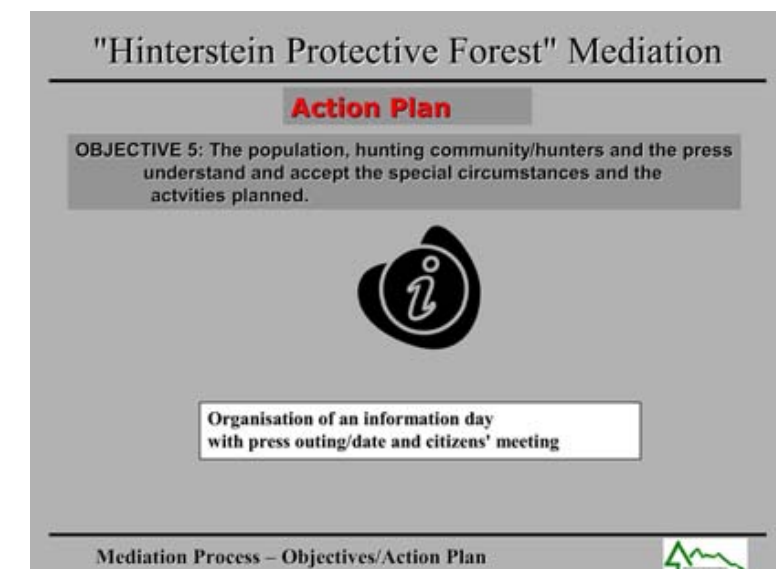 "Hinterstein Protective Forest" Mediation
Action Plan
OBJECTIVE 5: The population, hunting community/hunters and the press
understand and accept the special circumstances and the
actvities planned.
i
Organisation of an information day
with press outing/date and citizens' meeting
Mediation Process – Objectives/Action Plan